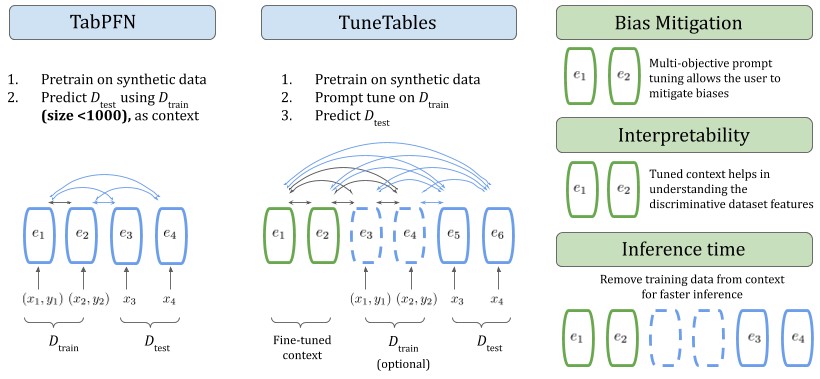 TabPFN
1. Pretrain on synthetic data
2. Predict D_test using D_train
(size <1000), as context
e1 e2 e3 e4
(x1, y1) (x2, y2) x3 x4
D_train D_test
TuneTables
1. Pretrain on synthetic data
2. Prompt tune on D_train
3. Predict D_test
e1 e2 e3 e4 e5 e6
(x1, y1) (x2, y2) x3 x4
Fine-tuned
context
D_train
(optional)
D_test
Bias Mitigation
e1 e2
Multi-objective prompt
tuning allows the user to
mitigate biases
Interpretability
e1 e2
Tuned context helps in
understanding the
discriminative dataset features
Inference time
Remove training data from context
for faster inference
e1 e2 e3 e4